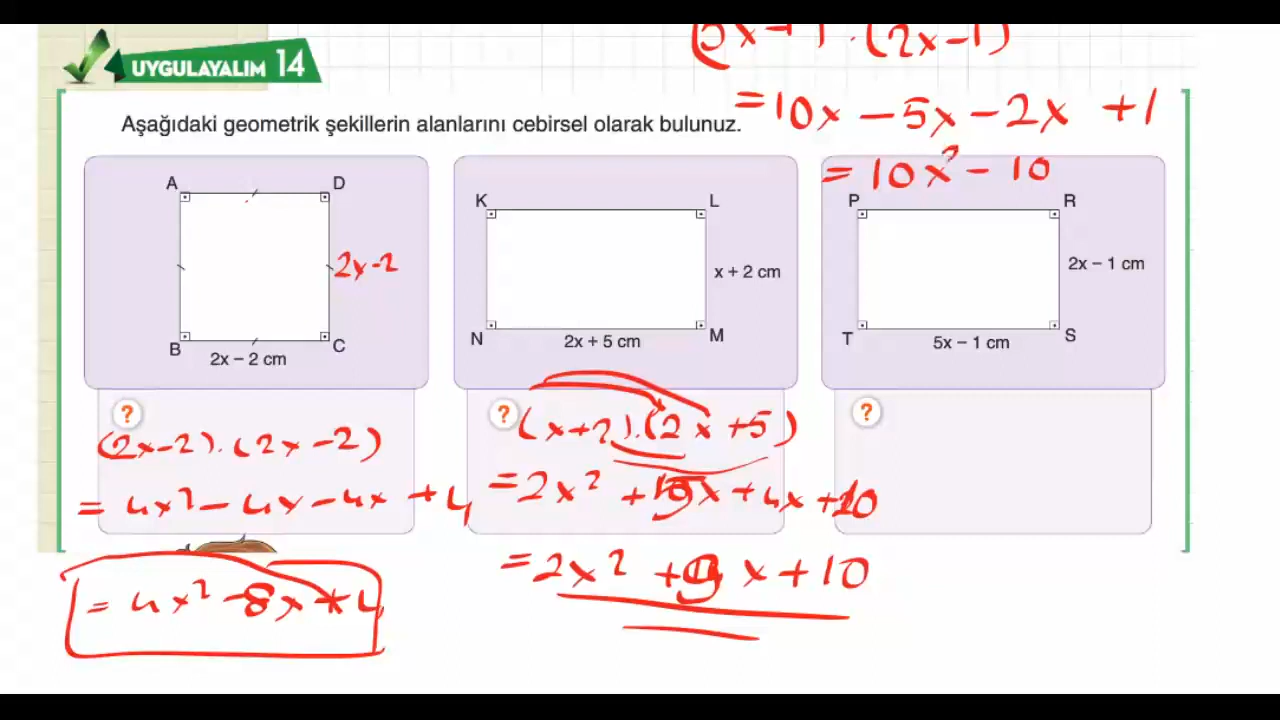 (5x-1).(2x-1)
UYGULAYALIM 14
=10x - 5x - 2x + 1
Aşağıdaki geometrik şekillerin alanlarını cebirsel olarak bulunuz.
= 10x² - 10
A
D
2x-2
B
C
2x – 2 cm
K
L
x + 2 cm
N
M
2x + 5 cm
P
R
2x – 1 cm
T
S
5x – 1 cm
?
(2x-2).(2x-2)
= 4x² - 4x - 4x + 4
= 4x² - 8x + 4
?
(x+2).(2x+5)
=2x² + x + 4x + 10
=2x² + 9x + 10
?